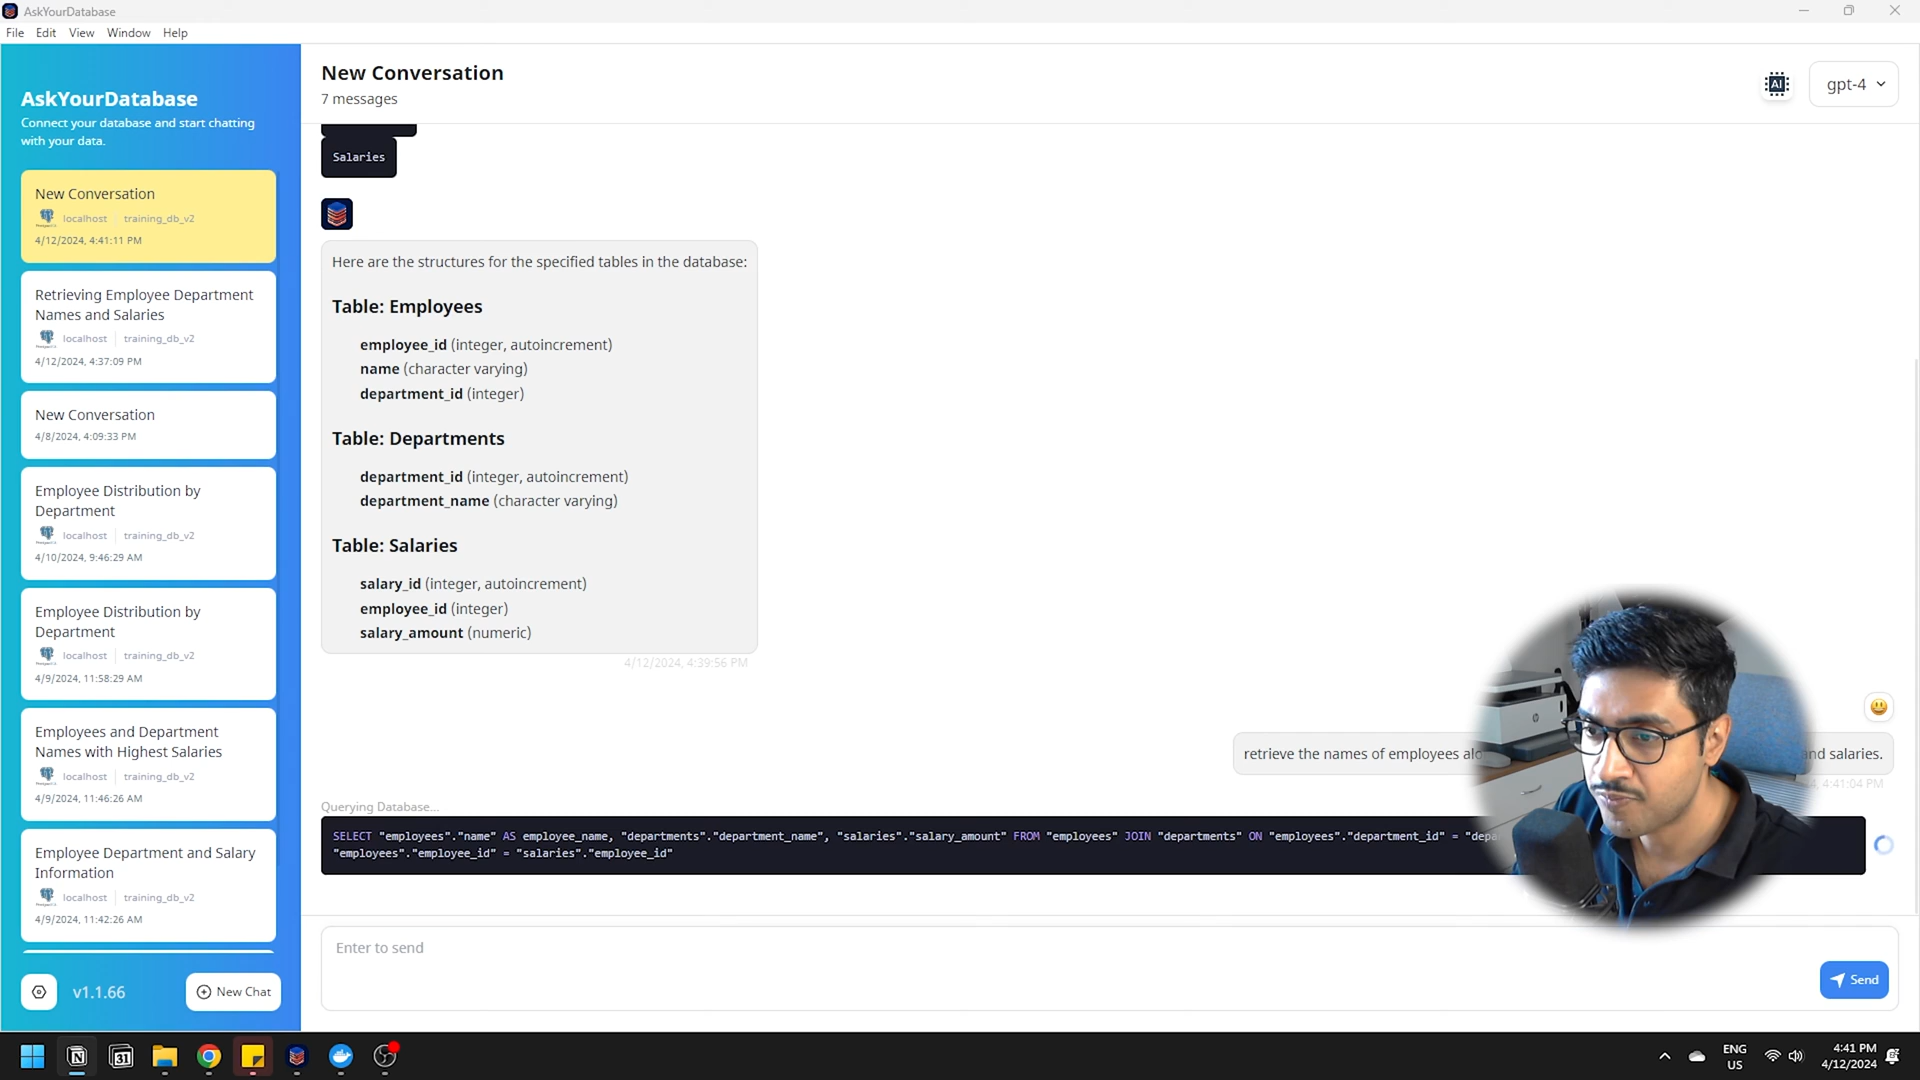 AskYourDatabase
File Edit View Window Help
AskYourDatabase
Connect your database and start chatting
with your data.
New Conversation
localhost training_db_v2
4/12/2024, 4:41:11 PM
Retrieving Employee Department
Names and Salaries
localhost training_db_v2
4/12/2024, 4:37:09 PM
New Conversation
4/8/2024, 4:09:33 PM
Employee Distribution by
Department
localhost training_db_v2
4/10/2024, 9:46:29 AM
Employee Distribution by
Department
localhost training_db_v2
4/9/2024, 11:58:29 AM
Employees and Department
Names with Highest Salaries
localhost training_db_v2
4/9/2024, 11:46:26 AM
Employee Department and Salary
Information
localhost training_db_v2
4/9/2024, 11:42:26 AM
v1.1.66
New Chat
New Conversation
7 messages
AI
gpt-4
Salaries
Here are the structures for the specified tables in the database:
Table: Employees
employee_id (integer, autoincrement)
name (character varying)
department_id (integer)
Table: Departments
department_id (integer, autoincrement)
department_name (character varying)
Table: Salaries
salary_id (integer, autoincrement)
employee_id (integer)
salary_amount (numeric)
4/12/2024, 4:39:56 PM
retrieve the names of employees and salaries.
4:41:04 PM
Querying Database...
SELECT "employees"."name" AS employee_name, "departments"."department_name", "salaries"."salary_amount" FROM "employees" JOIN "departments" ON "employees"."department_id" =
"employees"."employee_id" = "salaries"."employee_id"
Enter to send
Send
31
ENG
US
4:41 PM
4/12/2024